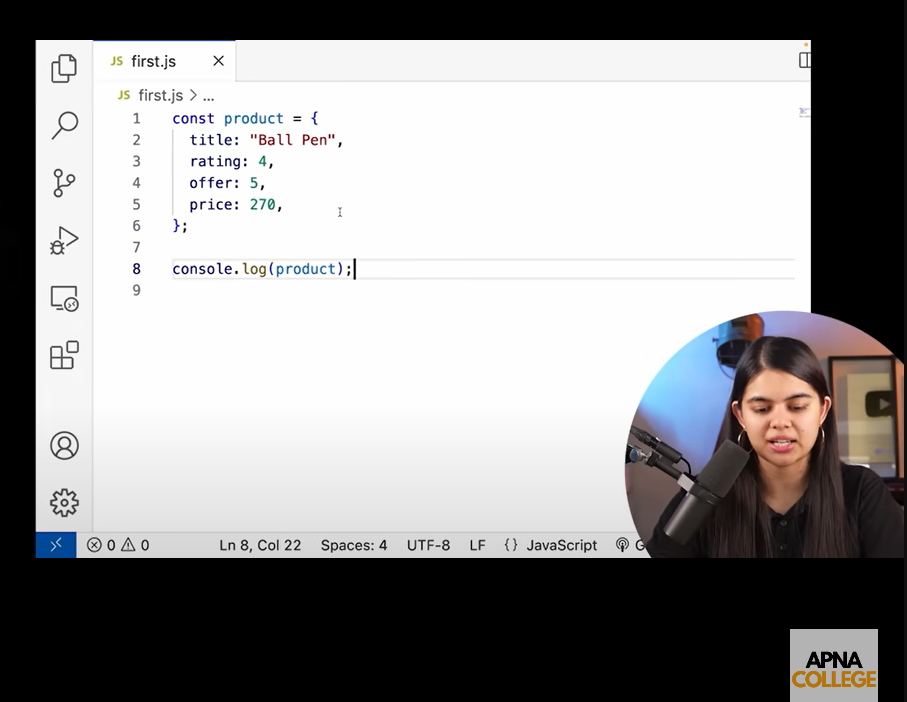 JS first.js
JS first.js > ...
1 const product = {
2 title: "Ball Pen",
3 rating: 4,
4 offer: 5,
5 price: 270,
6 };
7
8 console.log(product);
9
0 0 Ln 8, Col 22 Spaces: 4 UTF-8 LF {} JavaScript
APNA
COLLEGE